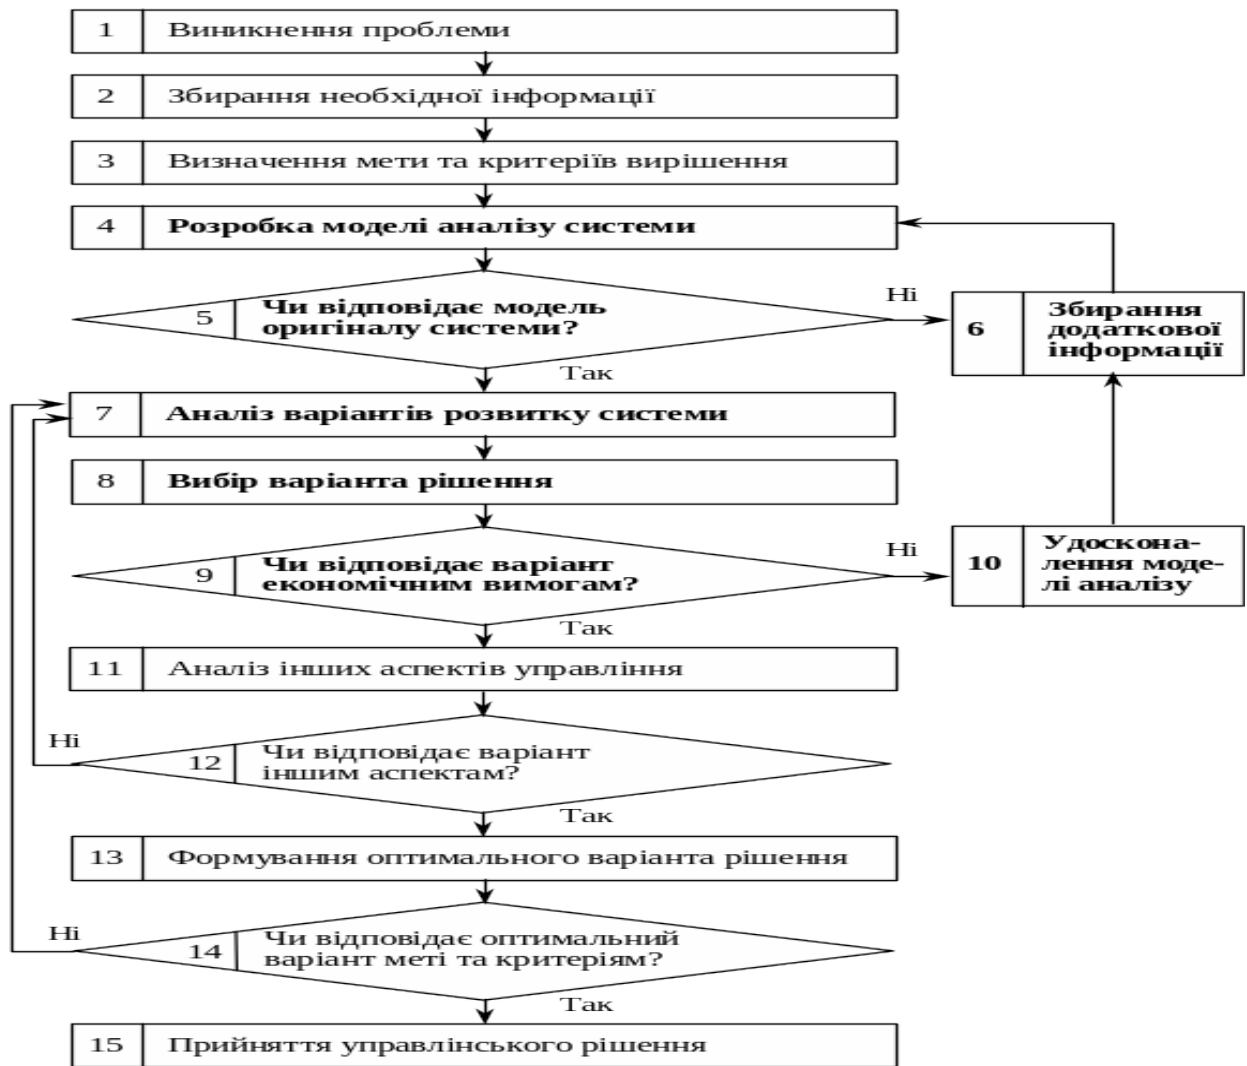 1 Виникнення проблеми
2 Збирання необхідної інформації
3 Визначення мети та критеріїв вирішення
4 Розробка моделі аналізу системи
5 Чи відповідає модель
оригіналу системи?
Ні
6 Збирання
додаткової
інформації
Так
7 Аналіз варіантів розвитку системи
8 Вибір варіанта рішення
9 Чи відповідає варіант
економічним вимогам?
Ні
10 Удоскона-
лення моде-
лі аналізу
Так
11 Аналіз інших аспектів управління
Ні
12 Чи відповідає варіант
іншим аспектам?
Так
13 Формування оптимального варіанта рішення
Ні
14 Чи відповідає оптимальний
варіант меті та критеріям?
Так
15 Прийняття управлінського рішення